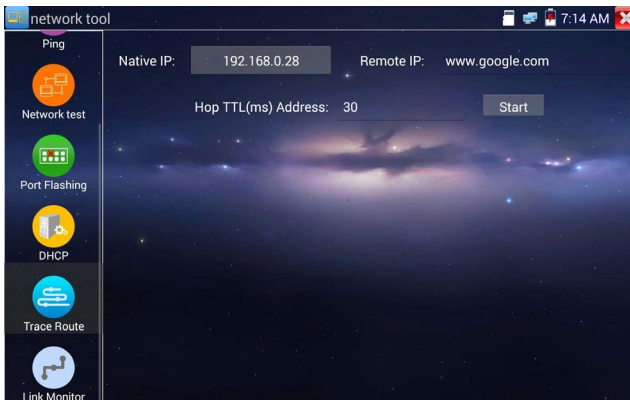 network tool 7:14 AM
Ping
Native IP: 192.168.0.28 Remote IP: www.google.com
Network test
Hop TTL(ms) Address: 30 Start
Port Flashing
DHCP
Trace Route
Link Monitor